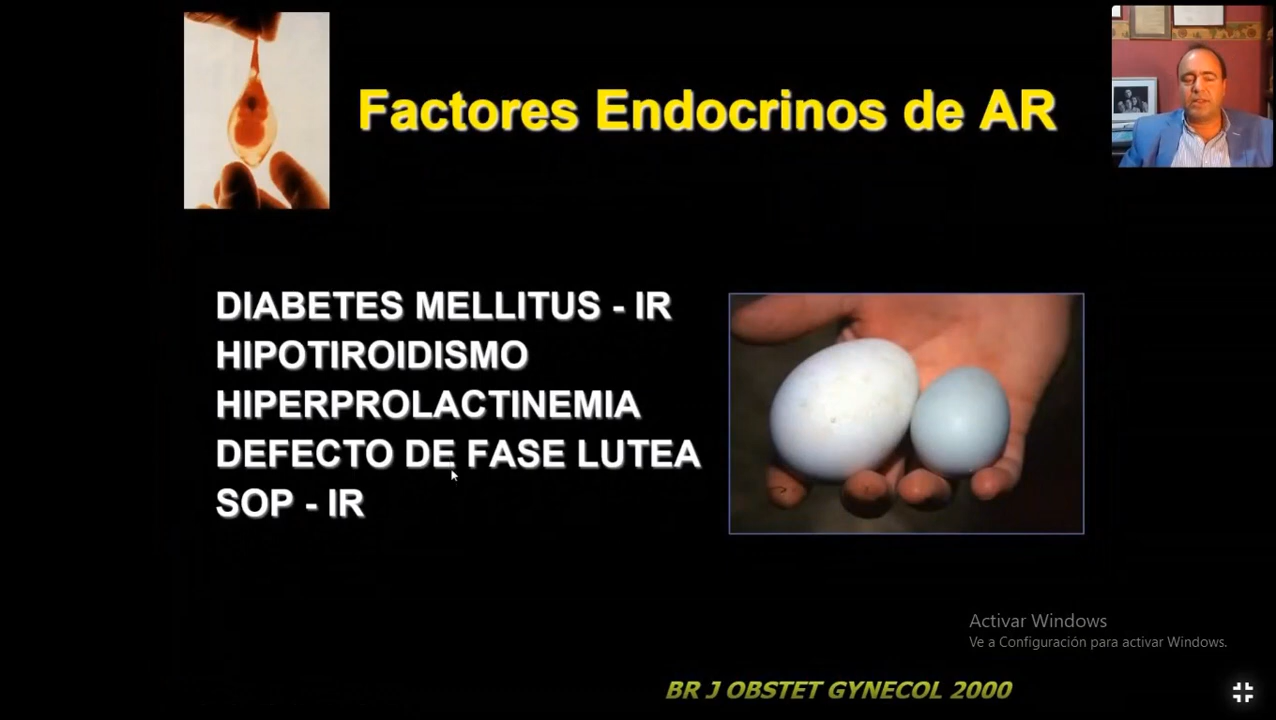 Factores Endocrinos de AR
DIABETES MELLITUS - IR
HIPOTIROIDISMO
HIPERPROLACTINEMIA
DEFECTO DE FASE LUTEA
SOP - IR
Activar Windows
Ve a Configuración para activar Windows.
BR J OBSTET GYNECOL 2000